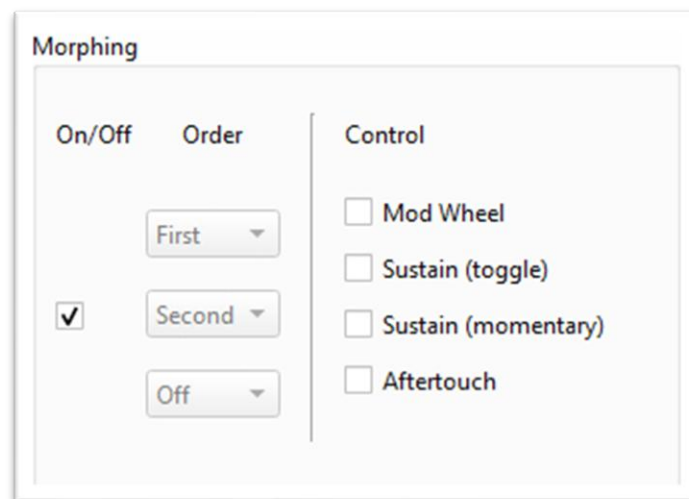 Morphing
On/Off Order Control
First
Second
Off
Mod Wheel
Sustain (toggle)
Sustain (momentary)
Aftertouch